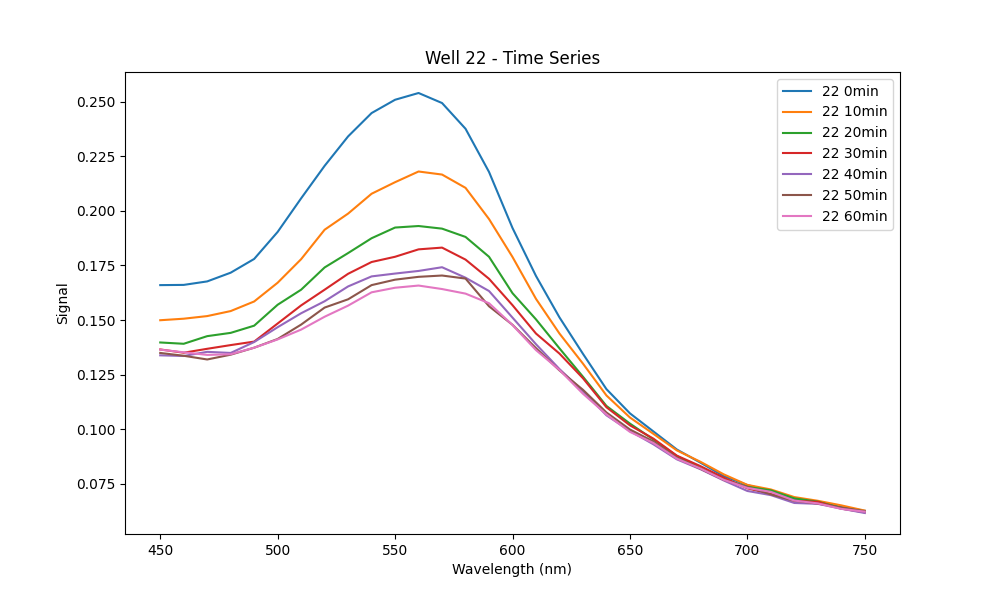 Well 22 - Time Series
Signal
0.250
0.225
0.200
0.175
0.150
0.125
0.100
0.075
22 0min
22 10min
22 20min
22 30min
22 40min
22 50min
22 60min
450 500 550 600 650 700 750
Wavelength (nm)